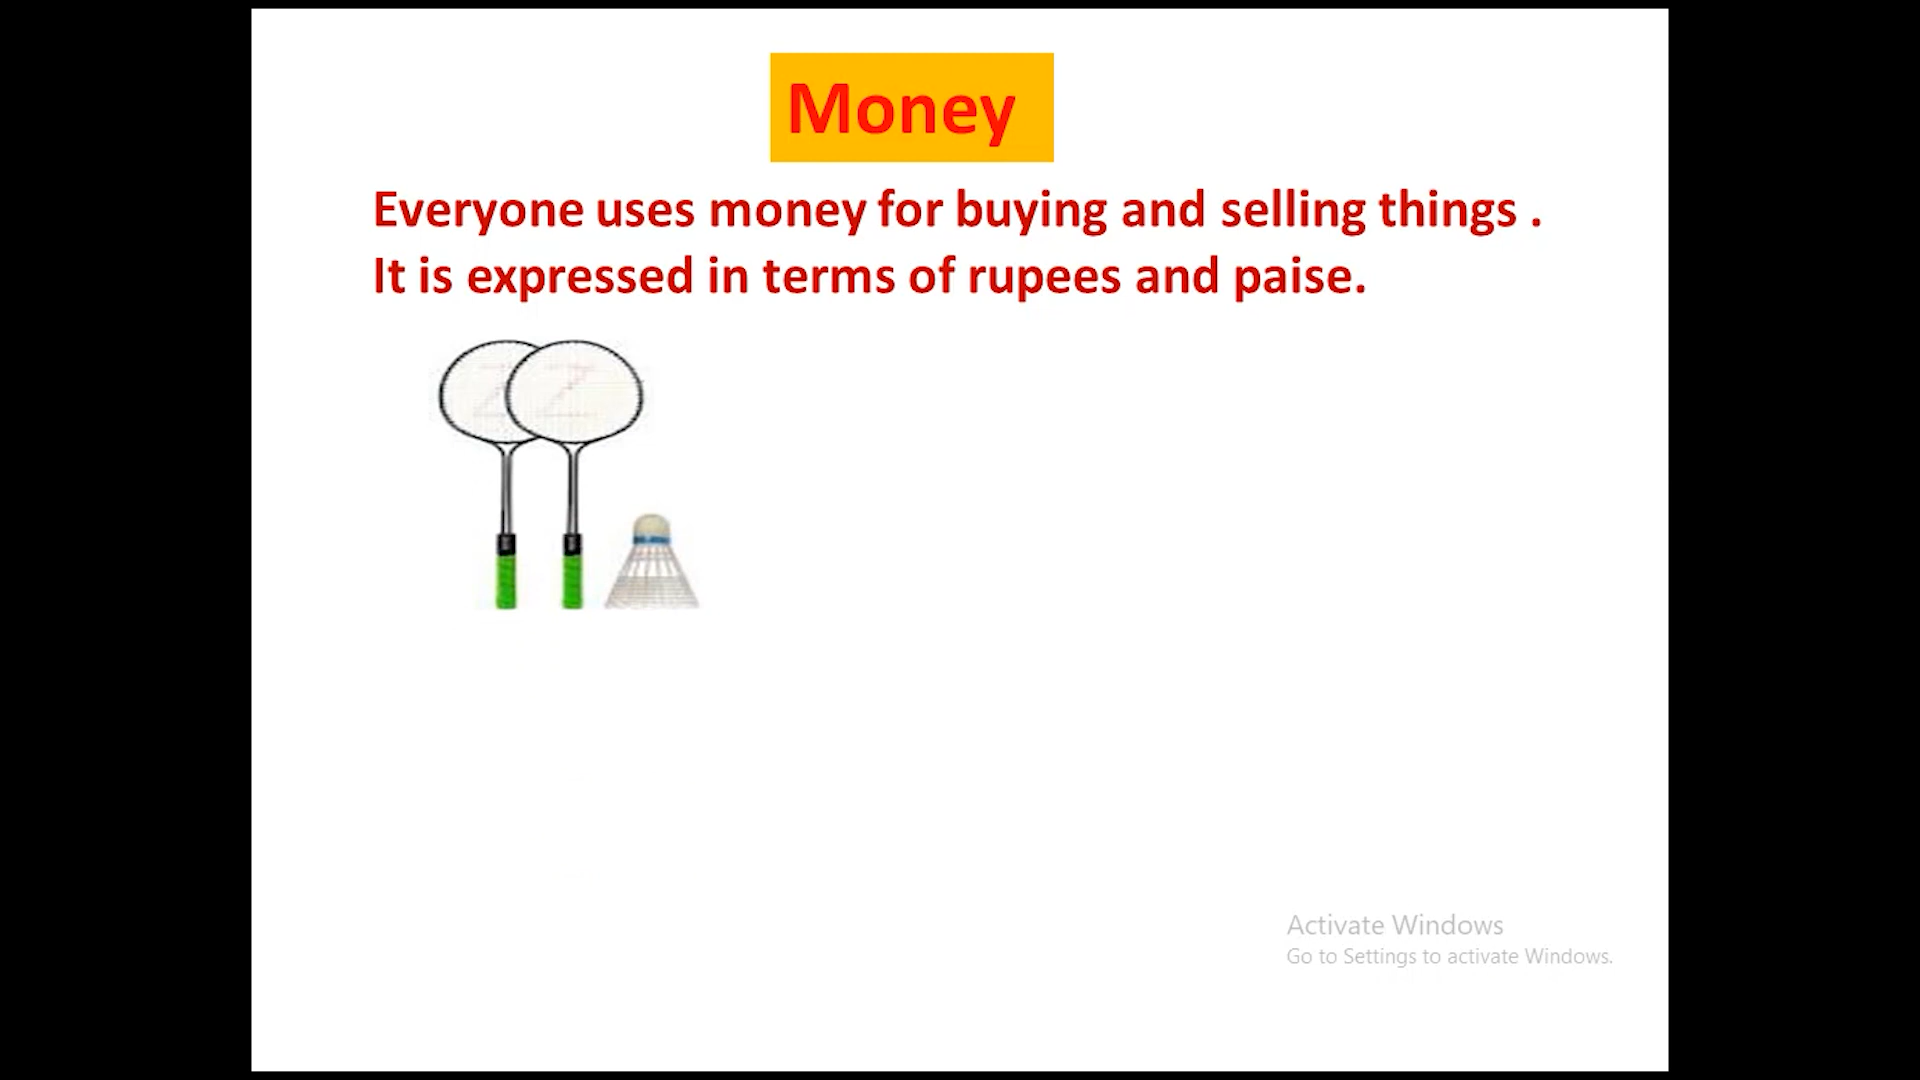 Money
Everyone uses money for buying and selling things .
It is expressed in terms of rupees and paise.
Z Z
Activate Windows
Go to Settings to activate Windows.